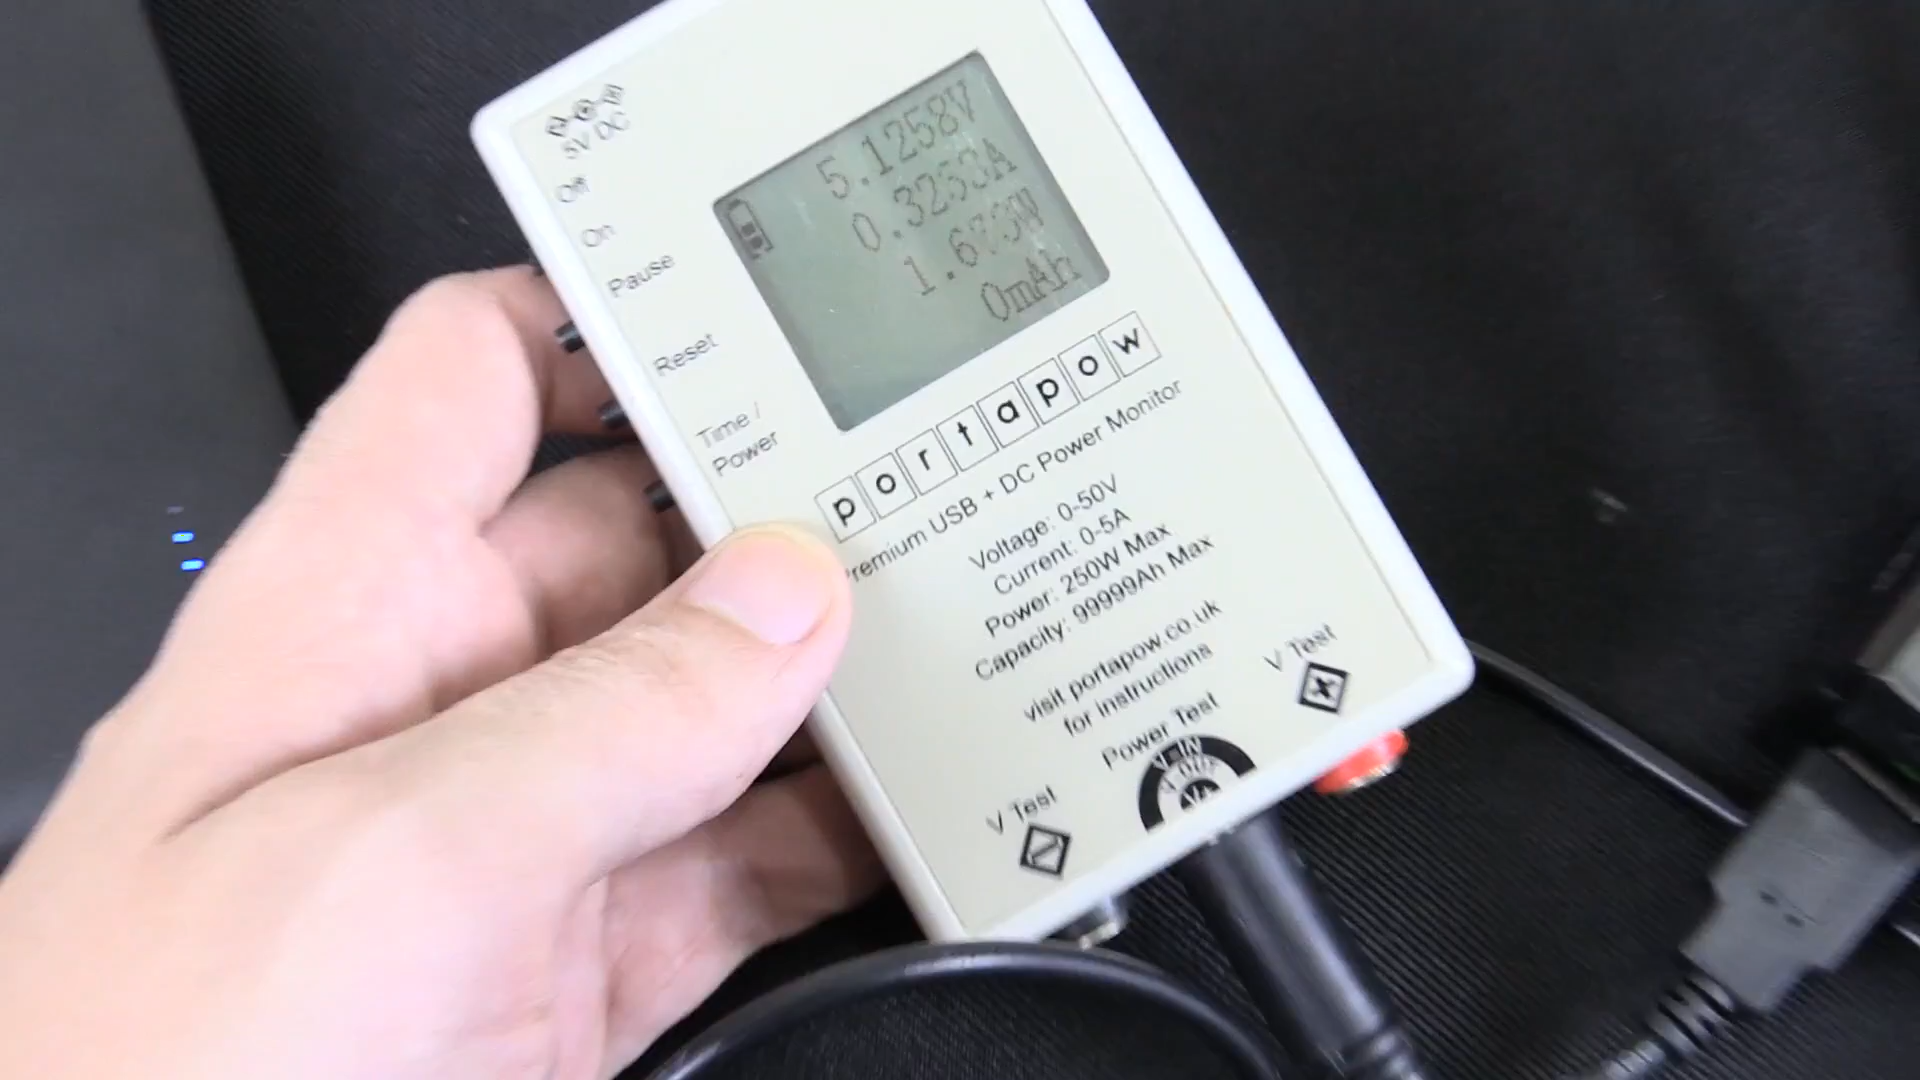 5V DC
Off
On
Pause
Reset
Time /
Power
5.1258V
0.3263A
1.673W
0mAh
portapow
Premium USB + DC Power Monitor
Voltage: 0-50V
Current: 0-5A
Power: 250W Max
Capacity: 99999Ah Max
visit portapow.co.uk
for instructions
Power Test
V Test
V Test
V- IN
V- OUT
V+